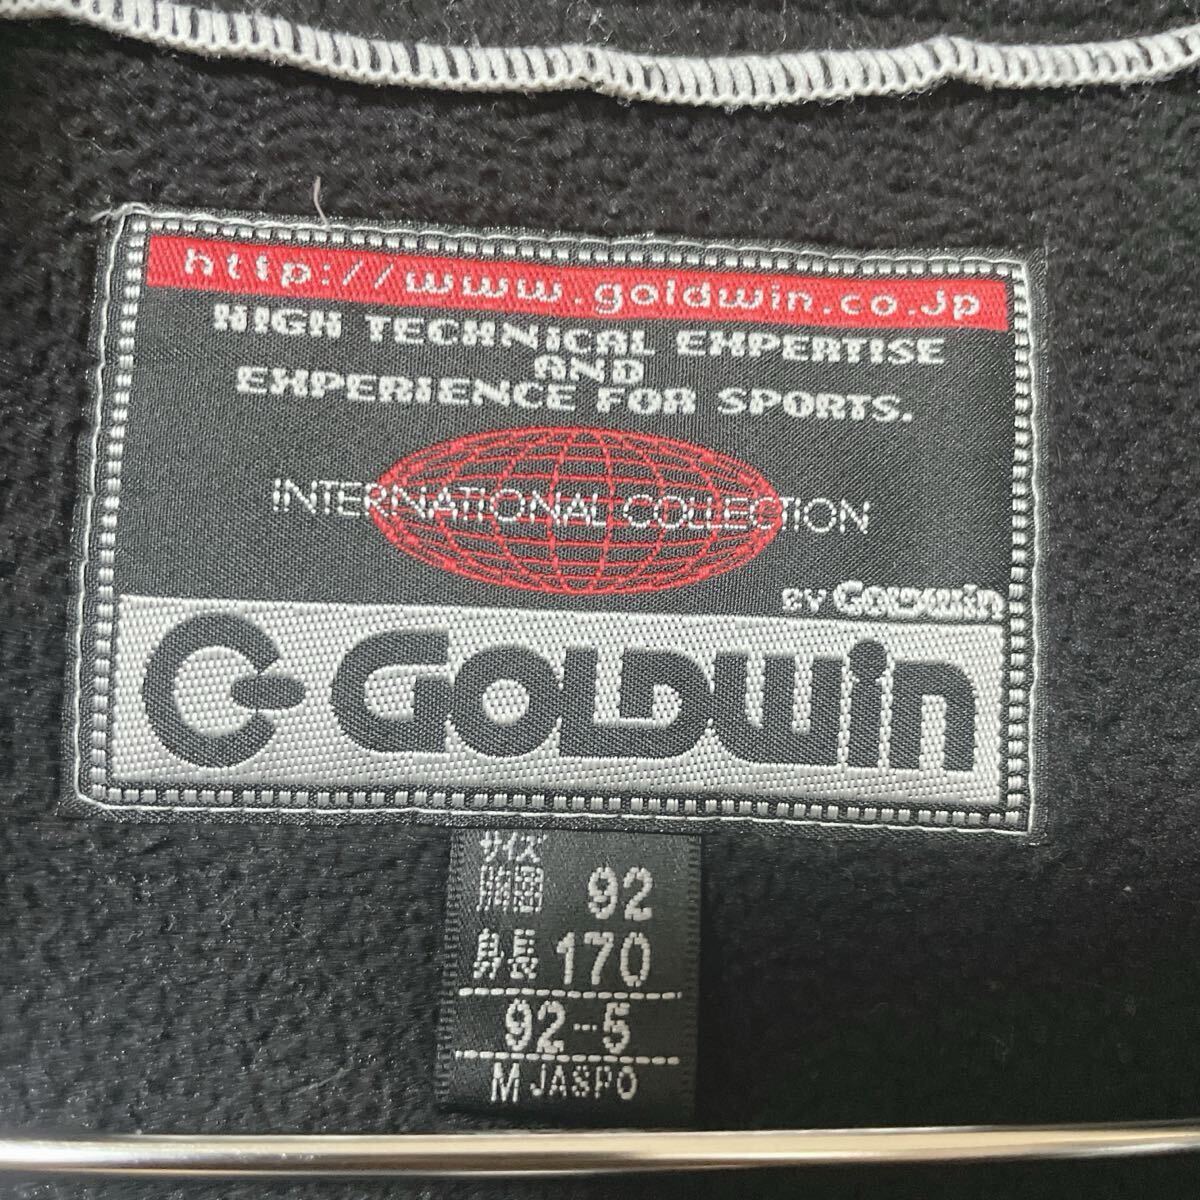 http://www.goldwin.co.jp
HIGH TECHNICAL EXPERTISE
AND
EXPERIENCE FOR SPORTS.
INTERNATIONAL COLLECTION
BY GOLDWin
GOLDWin
サイズ
胸囲 92
身長 170
92-5
M JASPO